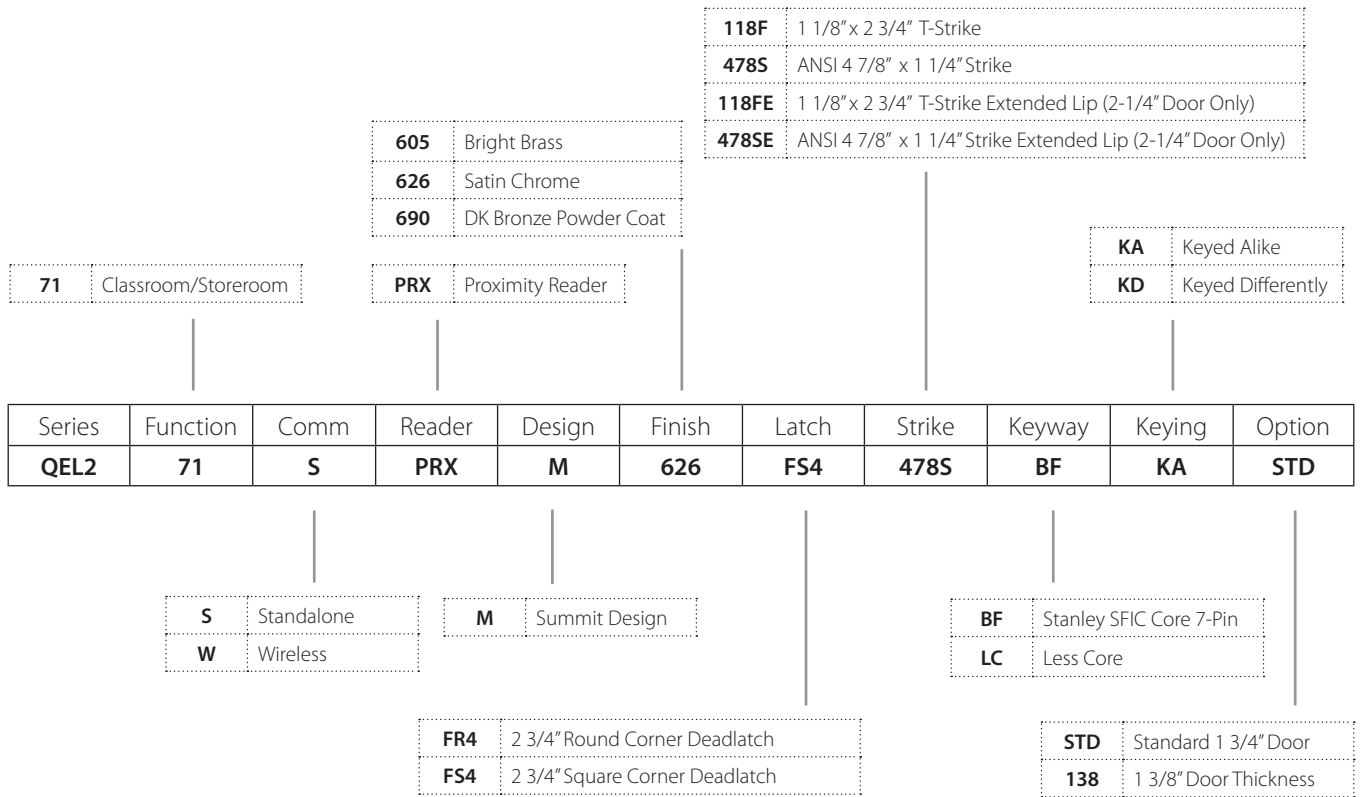 118F 1 1/8" x 2 3/4" T-Strike
478S ANSI 4 7/8" x 1 1/4" Strike
118FE 1 1/8" x 2 3/4" T-Strike Extended Lip (2-1/4" Door Only)
478SE ANSI 4 7/8" x 1 1/4" Strike Extended Lip (2-1/4" Door Only)
605 Bright Brass
626 Satin Chrome
690 DK Bronze Powder Coat
KA Keyed Alike
KD Keyed Differently
71 Classroom/Storeroom
PRX Proximity Reader
Series Function Comm Reader Design Finish Latch Strike Keyway Keying Option
QEL2 71 S PRX M 626 FS4 478S BF KA STD
S Standalone
W Wireless
M Summit Design
BF Stanley SFIC Core 7-Pin
LC Less Core
FR4 2 3/4" Round Corner Deadlatch
FS4 2 3/4" Square Corner Deadlatch
STD Standard 1 3/4" Door
138 1 3/8" Door Thickness